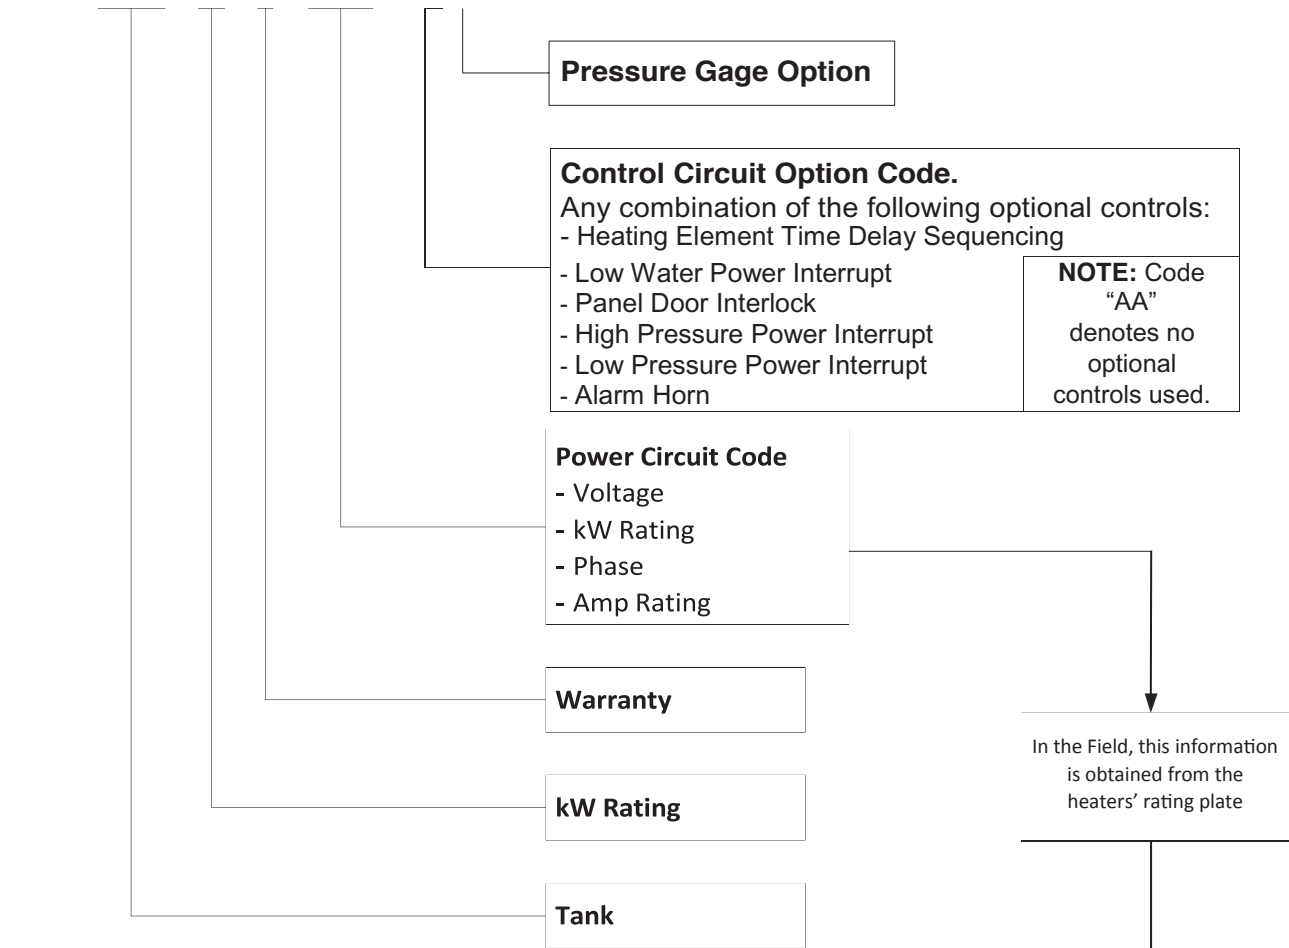 Pressure Gage Option
Control Circuit Option Code.
Any combination of the following optional controls:
- Heating Element Time Delay Sequencing
- Low Water Power Interrupt
- Panel Door Interlock
- High Pressure Power Interrupt
- Low Pressure Power Interrupt
- Alarm Horn
NOTE: Code
“AA”
denotes no
optional
controls used.
Power Circuit Code
- Voltage
- kW Rating
- Phase
- Amp Rating
Warranty
In the Field, this information
is obtained from the
heaters’ rating plate
kW Rating
Tank